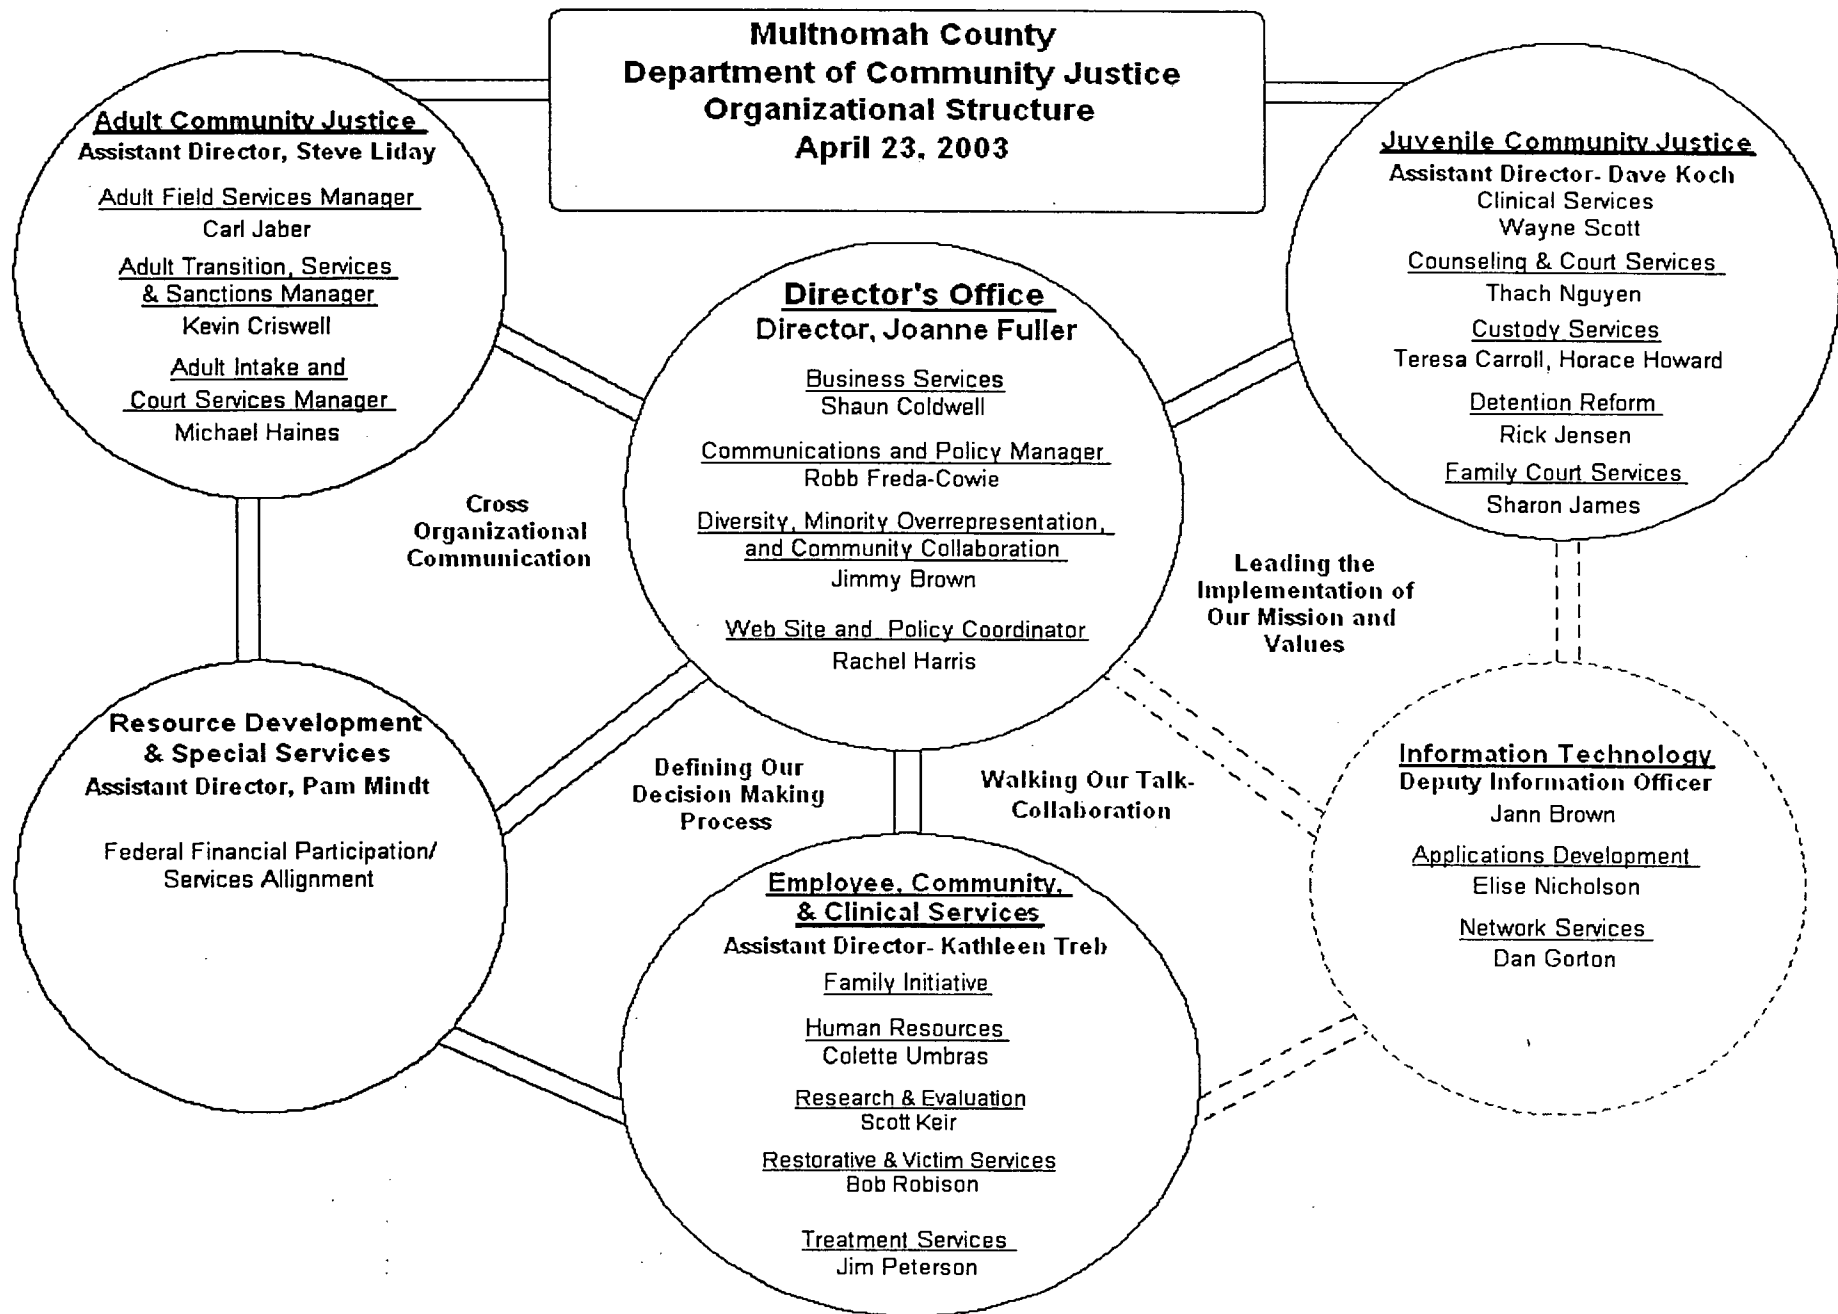 Multnomah County
Department of Community Justice
Organizational Structure
April 23, 2003
Adult Community Justice
Assistant Director, Steve Liday
Adult Field Services Manager
Carl Jaber
Adult Transition, Services
& Sanctions Manager
Kevin Criswell
Adult Intake and
Court Services Manager
Michael Haines
Juvenile Community Justice
Assistant Director- Dave Koch
Clinical Services
Wayne Scott
Counseling & Court Services
Thach Nguyen
Custody Services
Teresa Carroll, Horace Howard
Detention Reform
Rick Jensen
Family Court Services
Sharon James
Director's Office
Director, Joanne Fuller
Business Services
Shaun Coldwell
Communications and Policy Manager
Robb Freda-Cowie
Diversity, Minority Overrepresentation,
and Community Collaboration
Jimmy Brown
Web Site and Policy Coordinator
Rachel Harris
Cross
Organizational
Communication
Leading the
Implementation of
Our Mission and
Values
Resource Development
& Special Services
Assistant Director, Pam Mindt
Federal Financial Participation/
Services Allignment
Defining Our
Decision Making
Process
Walking Our Talk-
Collaboration
Information Technology
Deputy Information Officer
Jann Brown
Applications Development
Elise Nicholson
Network Services
Dan Gorton
Employee, Community,
& Clinical Services
Assistant Director- Kathleen Treb
Family Initiative
Human Resources
Colette Umbras
Research & Evaluation
Scott Keir
Restorative & Victim Services
Bob Robison
Treatment Services
Jim Peterson